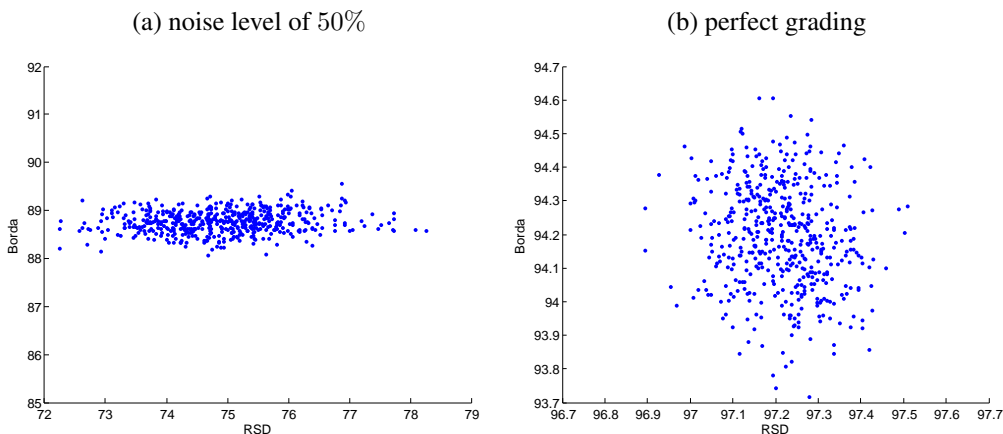 (a) noise level of 50%
92
91
90
89
88
87
86
85
Borda
72 73 74 75 76 77 78 79
RSD
(b) perfect grading
94.7
94.6
94.5
94.4
94.3
94.2
94.1
94
93.9
93.8
93.7
Borda
96.7 96.8 96.9 97 97.1 97.2 97.3 97.4 97.5 97.6 97.7
RSD